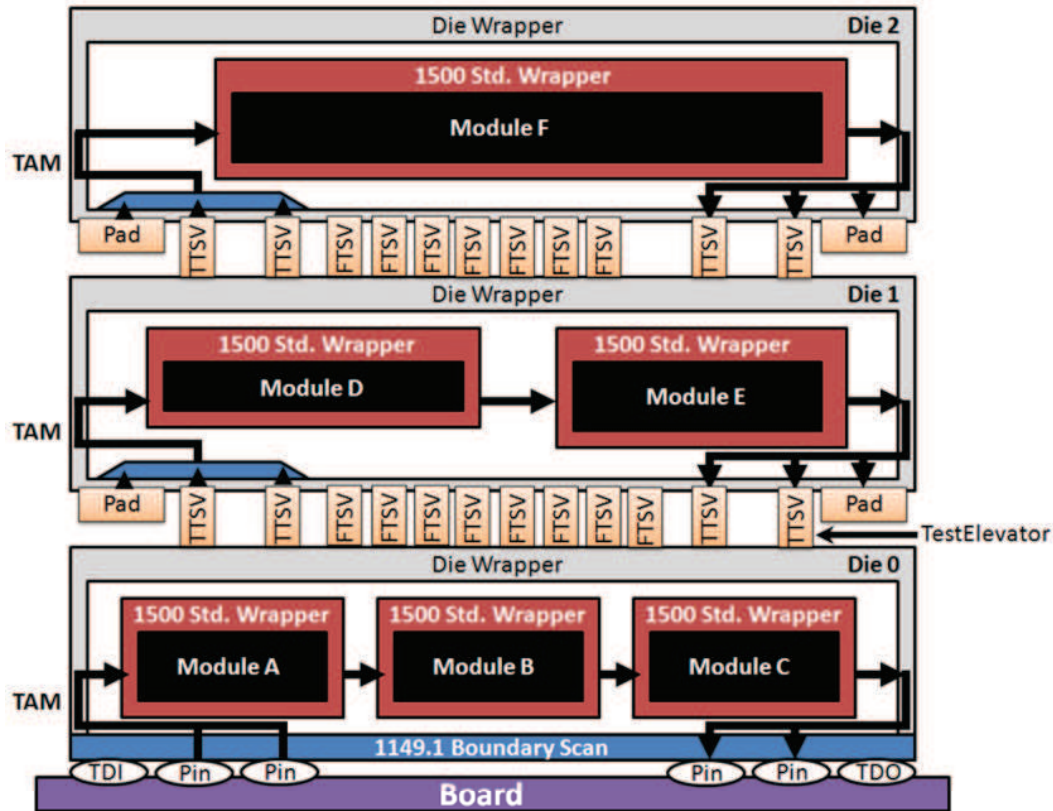 Die Wrapper Die 2
1500 Std. Wrapper
Module F
TAM
Pad TTSV TTSV FTSV FTSV FTSV FTSV FTSV FTSV FTSV TTSV TTSV Pad
Die Wrapper Die 1
1500 Std. Wrapper 1500 Std. Wrapper
Module D Module E
TAM
Pad TTSV TTSV FTSV FTSV FTSV FTSV FTSV FTSV FTSV FTSV TTSV TTSV Pad
TestElevator
Die Wrapper Die 0
1500 Std. Wrapper 1500 Std. Wrapper 1500 Std. Wrapper
Module A Module B Module C
TAM
1149.1 Boundary Scan
TDI Pin Pin Pin Pin TDO
Board